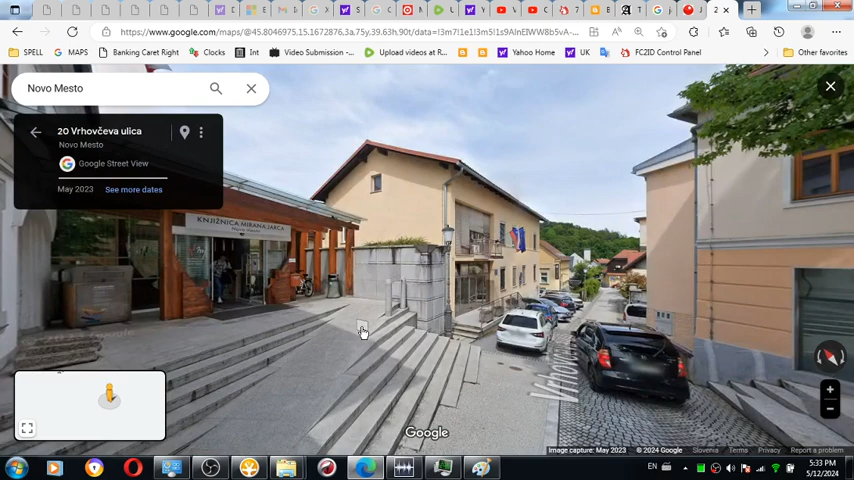 https://www.google.com/maps/@45.8046975,15.1672876,3a,75y,39.63h,90t/data=!3m7!1e1!3m5!1s9AlnElWW8b5vA-...
SPELL
MAPS
Banking Caret Right
Clocks
Int
Video Submission -...
Upload videos at R...
Yahoo Home
UK
FC2ID Control Panel
Other favorites
Novo Mesto
20 Vrhovčeva ulica
Novo Mesto
Google Street View
May 2023
See more dates
KNJIŽNICA MIRANA JARCA
Novo mesto
Google
Image capture: May 2023
© 2024 Google
Slovenia
Terms
Privacy
Report a problem
EN
5:33 PM
5/12/2024